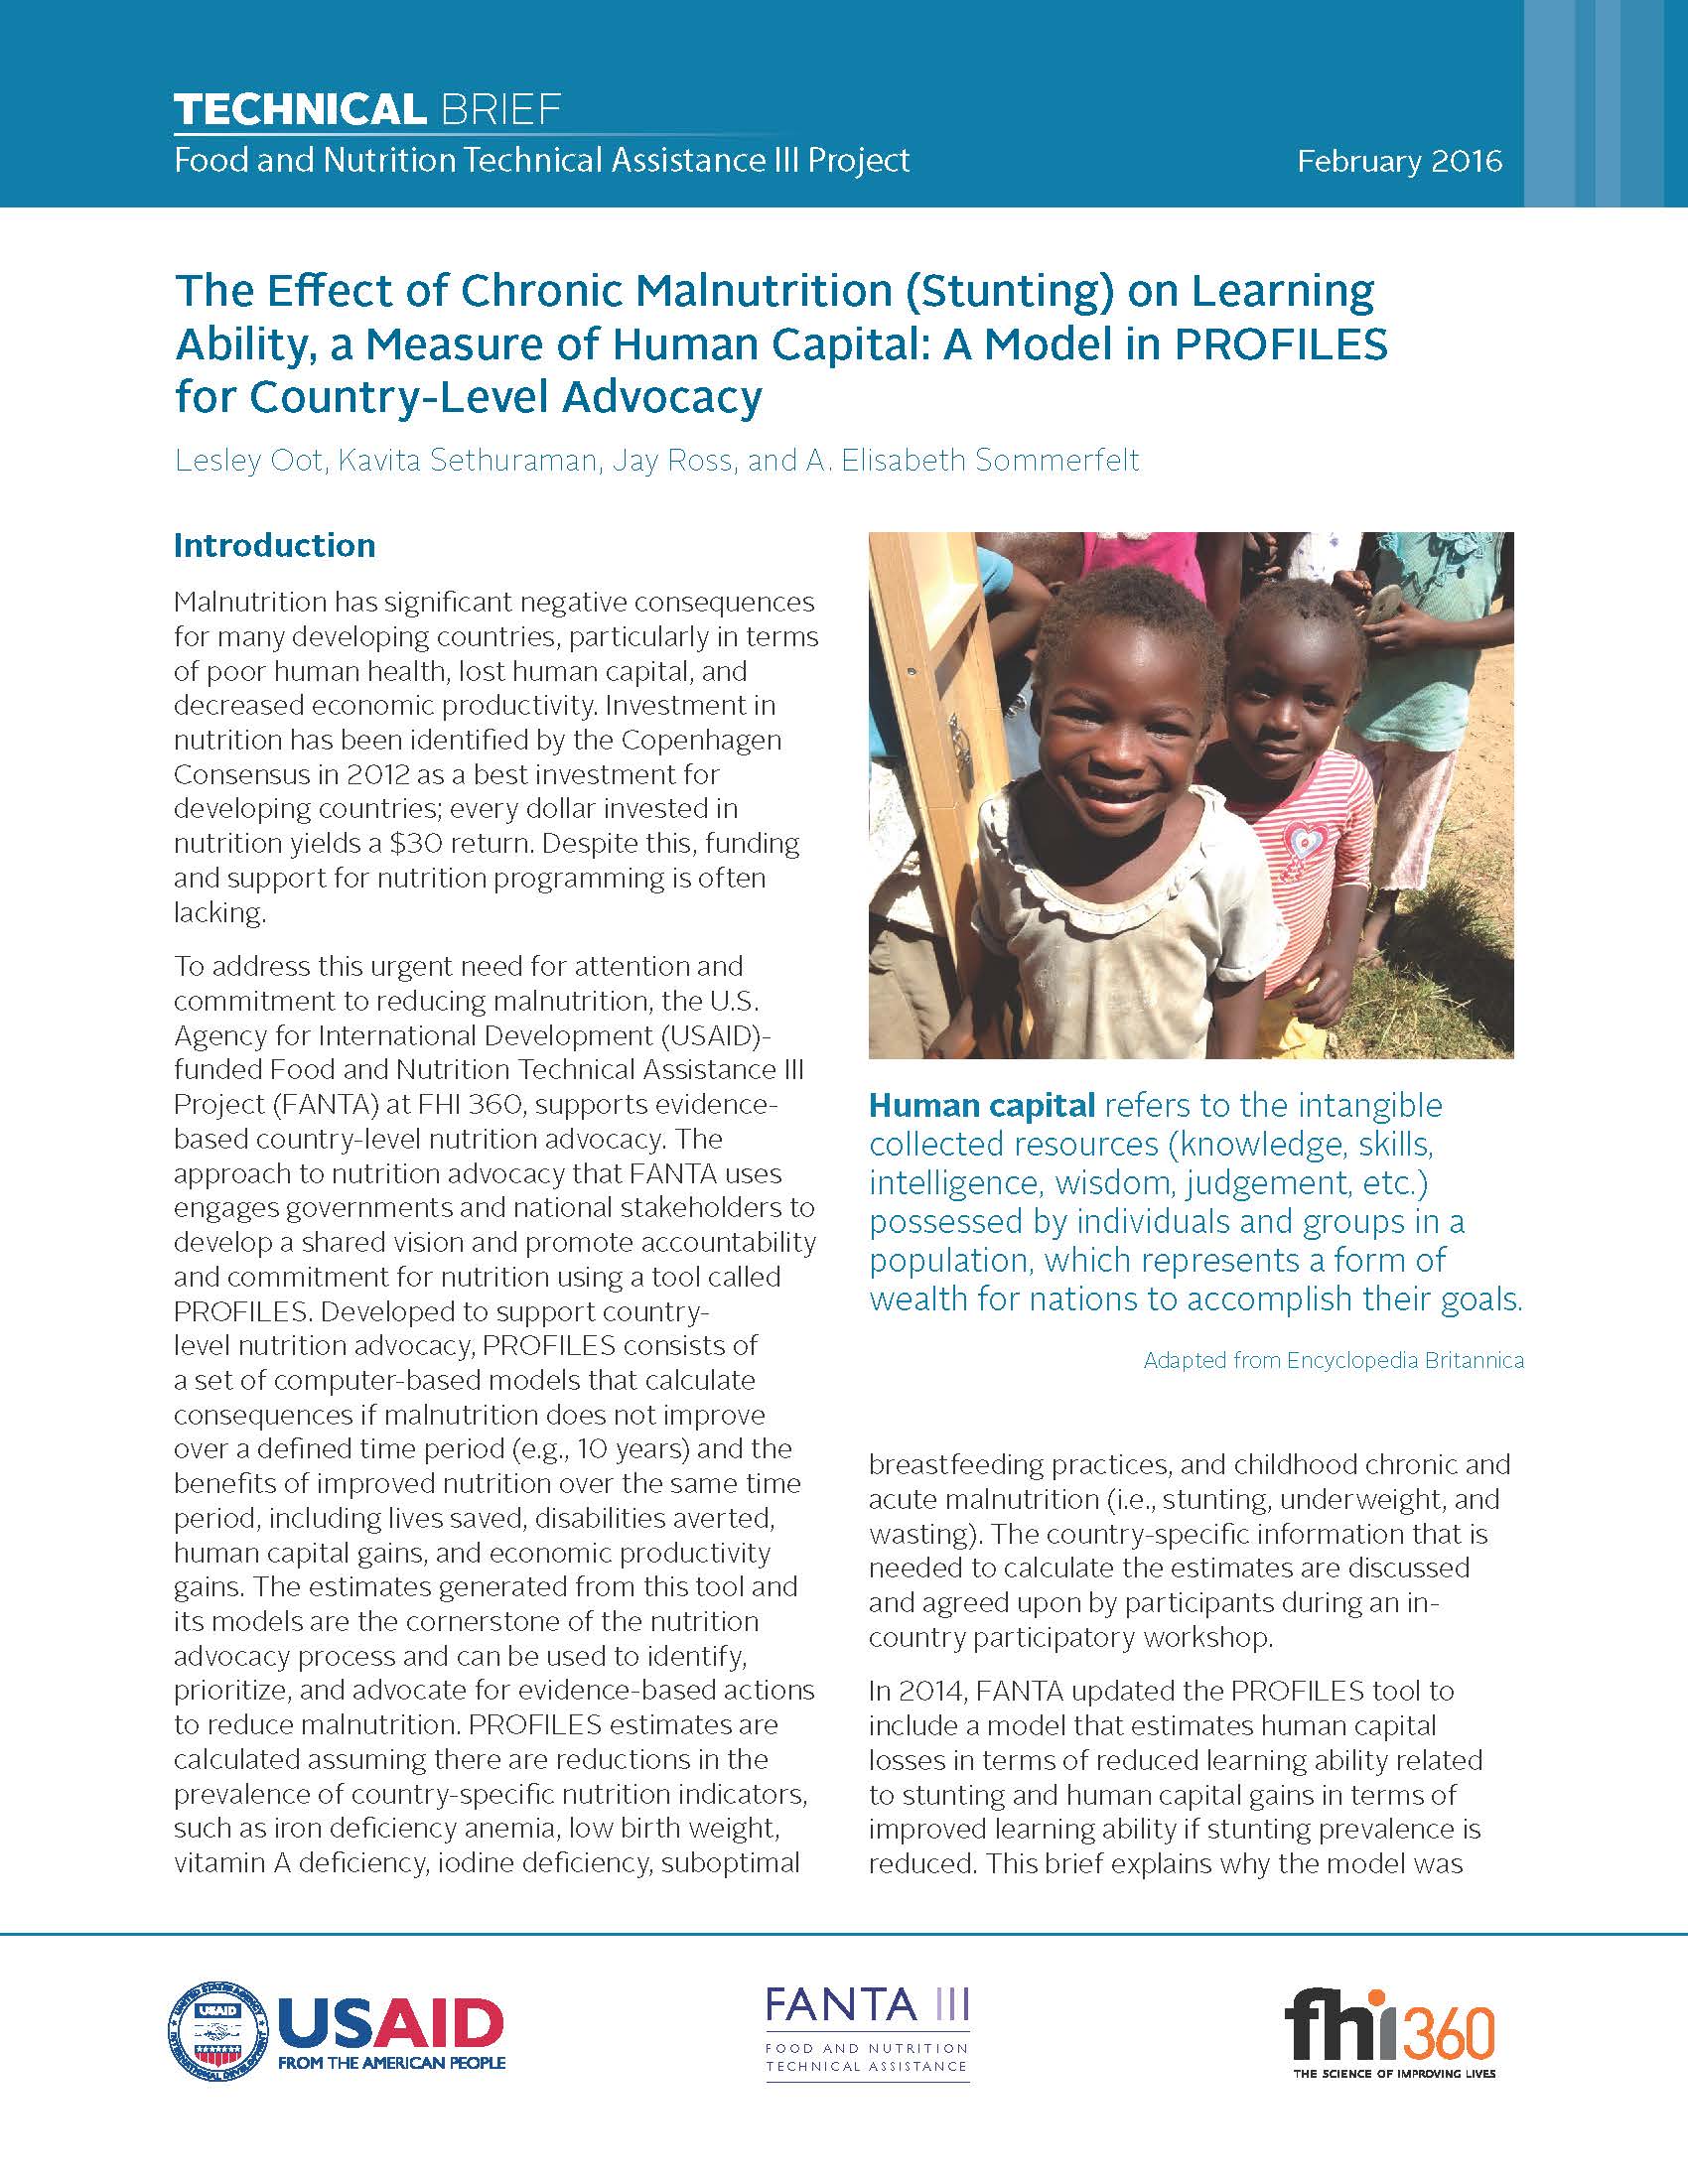 TECHNICAL BRIEF
Food and Nutrition Technical Assistance III Project
February 2016
The Effect of Chronic Malnutrition (Stunting) on Learning
Ability, a Measure of Human Capital: A Model in PROFILES
for Country-Level Advocacy
Lesley Oot, Kavita Sethuraman, Jay Ross, and A. Elisabeth Sommerfelt
Introduction
Malnutrition has significant negative consequences
for many developing countries, particularly in terms
of poor human health, lost human capital, and
decreased economic productivity. Investment in
nutrition has been identified by the Copenhagen
Consensus in 2012 as a best investment for
developing countries; every dollar invested in
nutrition yields a $30 return. Despite this, funding
and support for nutrition programming is often
lacking.
To address this urgent need for attention and
commitment to reducing malnutrition, the U.S.
Agency for International Development (USAID)-
funded Food and Nutrition Technical Assistance III
Project (FANTA) at FHI 360, supports evidence-
based country-level nutrition advocacy. The
approach to nutrition advocacy that FANTA uses
engages governments and national stakeholders to
develop a shared vision and promote accountability
and commitment for nutrition using a tool called
PROFILES. Developed to support country-
level nutrition advocacy, PROFILES consists of
a set of computer-based models that calculate
consequences if malnutrition does not improve
over a defined time period (e.g., 10 years) and the
benefits of improved nutrition over the same time
period, including lives saved, disabilities averted,
human capital gains, and economic productivity
gains. The estimates generated from this tool and
its models are the cornerstone of the nutrition
advocacy process and can be used to identify,
prioritize, and advocate for evidence-based actions
to reduce malnutrition. PROFILES estimates are
calculated assuming there are reductions in the
prevalence of country-specific nutrition indicators,
such as iron deficiency anemia, low birth weight,
vitamin A deficiency, iodine deficiency, suboptimal
Human capital refers to the intangible
collected resources (knowledge, skills,
intelligence, wisdom, judgement, etc.)
possessed by individuals and groups in a
population, which represents a form of
wealth for nations to accomplish their goals.
Adapted from Encyclopedia Britannica
breastfeeding practices, and childhood chronic and
acute malnutrition (i.e., stunting, underweight, and
wasting). The country-specific information that is
needed to calculate the estimates are discussed
and agreed upon by participants during an in-
country participatory workshop.
In 2014, FANTA updated the PROFILES tool to
include a model that estimates human capital
losses in terms of reduced learning ability related
to stunting and human capital gains in terms of
improved learning ability if stunting prevalence is
reduced. This brief explains why the model was
UNITED STATES AGENCY
USAID
INTERNATIONAL DEVELOPMENT
USAID
FROM THE AMERICAN PEOPLE
FANTA III
FOOD AND NUTRITION
TECHNICAL ASSISTANCE
fhi360
THE SCIENCE OF IMPROVING LIVES